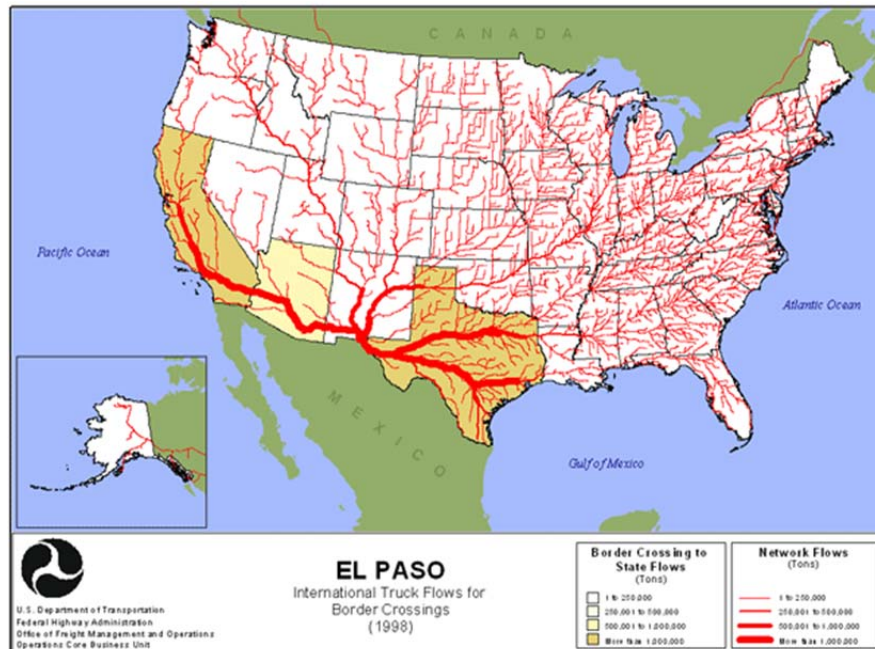 CANADA
Pacific Ocean
Atlantic Ocean
MEXICO
Gulf of Mexico
EL PASO
International Truck Flows for
Border Crossings
(1998)
U.S. Department of Transportation
Federal Highway Administration
Office of Freight Management and Operations
Operations Core Business Unit
Border Crossing to
State Flows
(Tons)
1 to 250,000
250,001 to 500,000
500,001 to 1,000,000
More than 1,000,000
Network Flows
(Tons)
1 to 250,000
250,001 to 500,000
500,001 to 1,000,000
More than 1,000,000